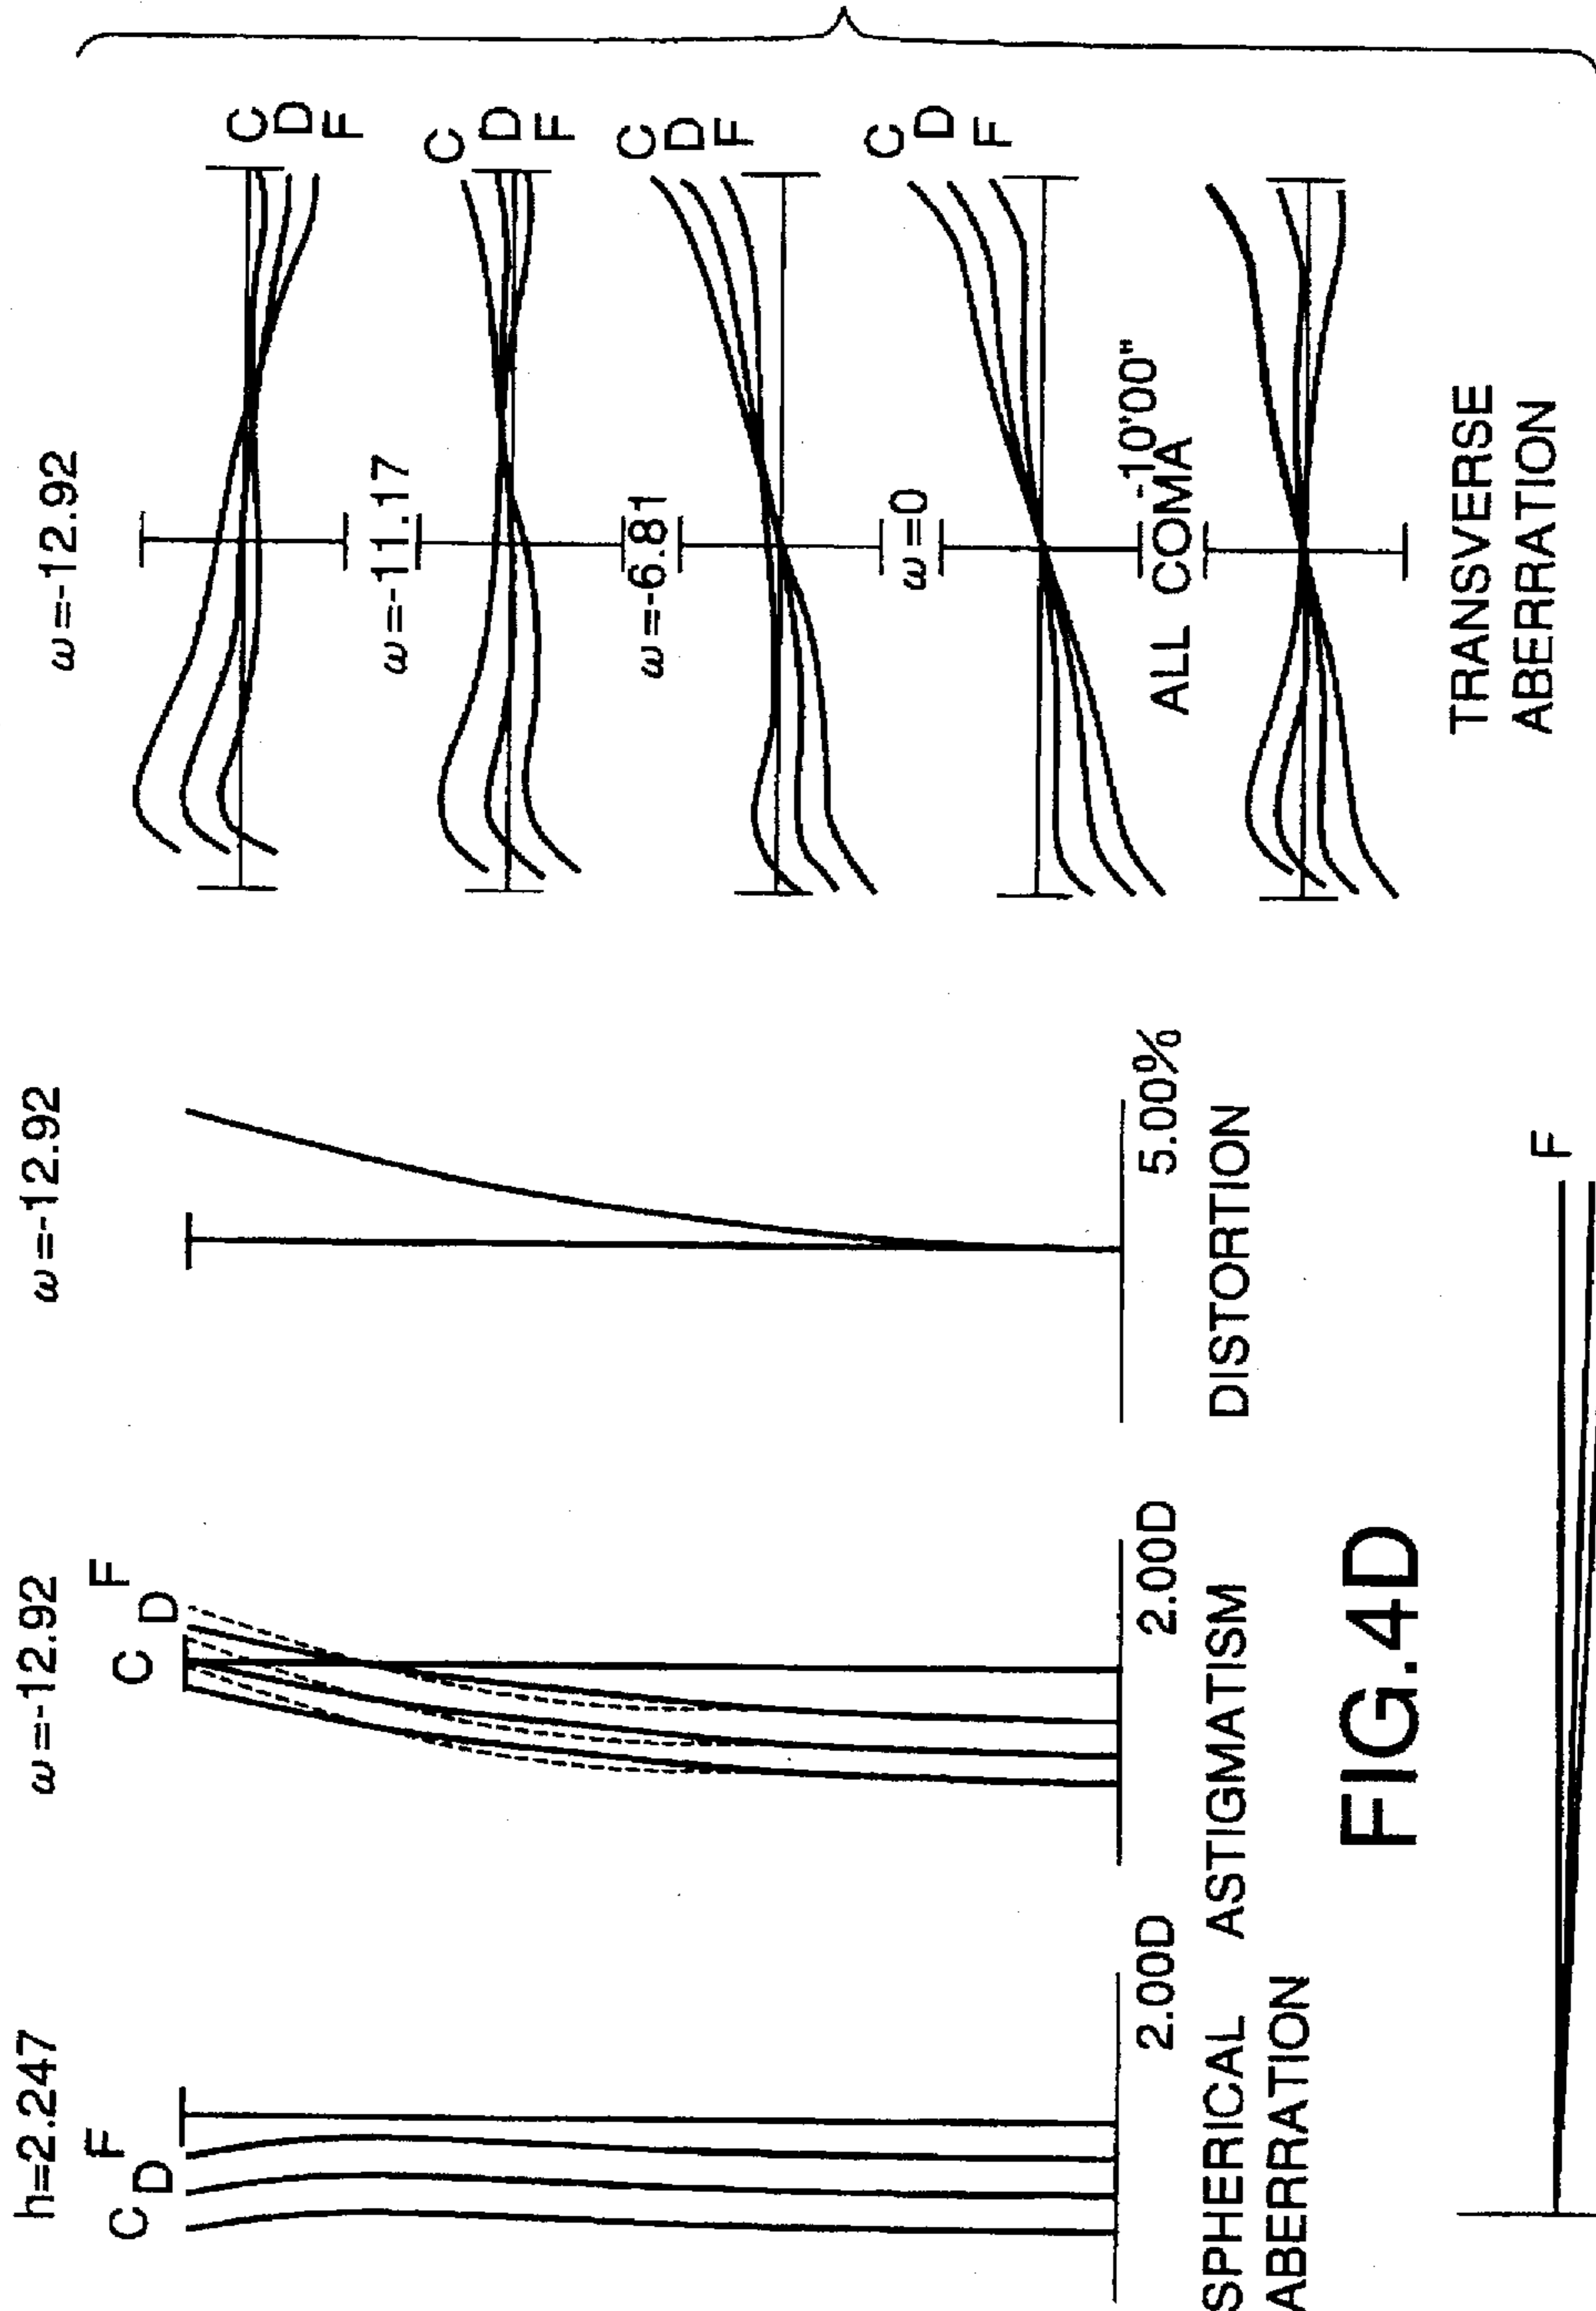 h=2.247
C
D
F
2.00D
SPHERICAL
ABERRATION
ω=-12.92
C
D
F
2.00D
ASTIGMATISM
ω=-12.92
5.00%
DISTORTION
ω=-12.92
C
D
F
ω=-11.17
C
D
F
ω=-6.81
C
D
F
ω=0
C
D
F
-10'00"
ALL COMA
TRANSVERSE
ABERRATION
FIG.4D
F